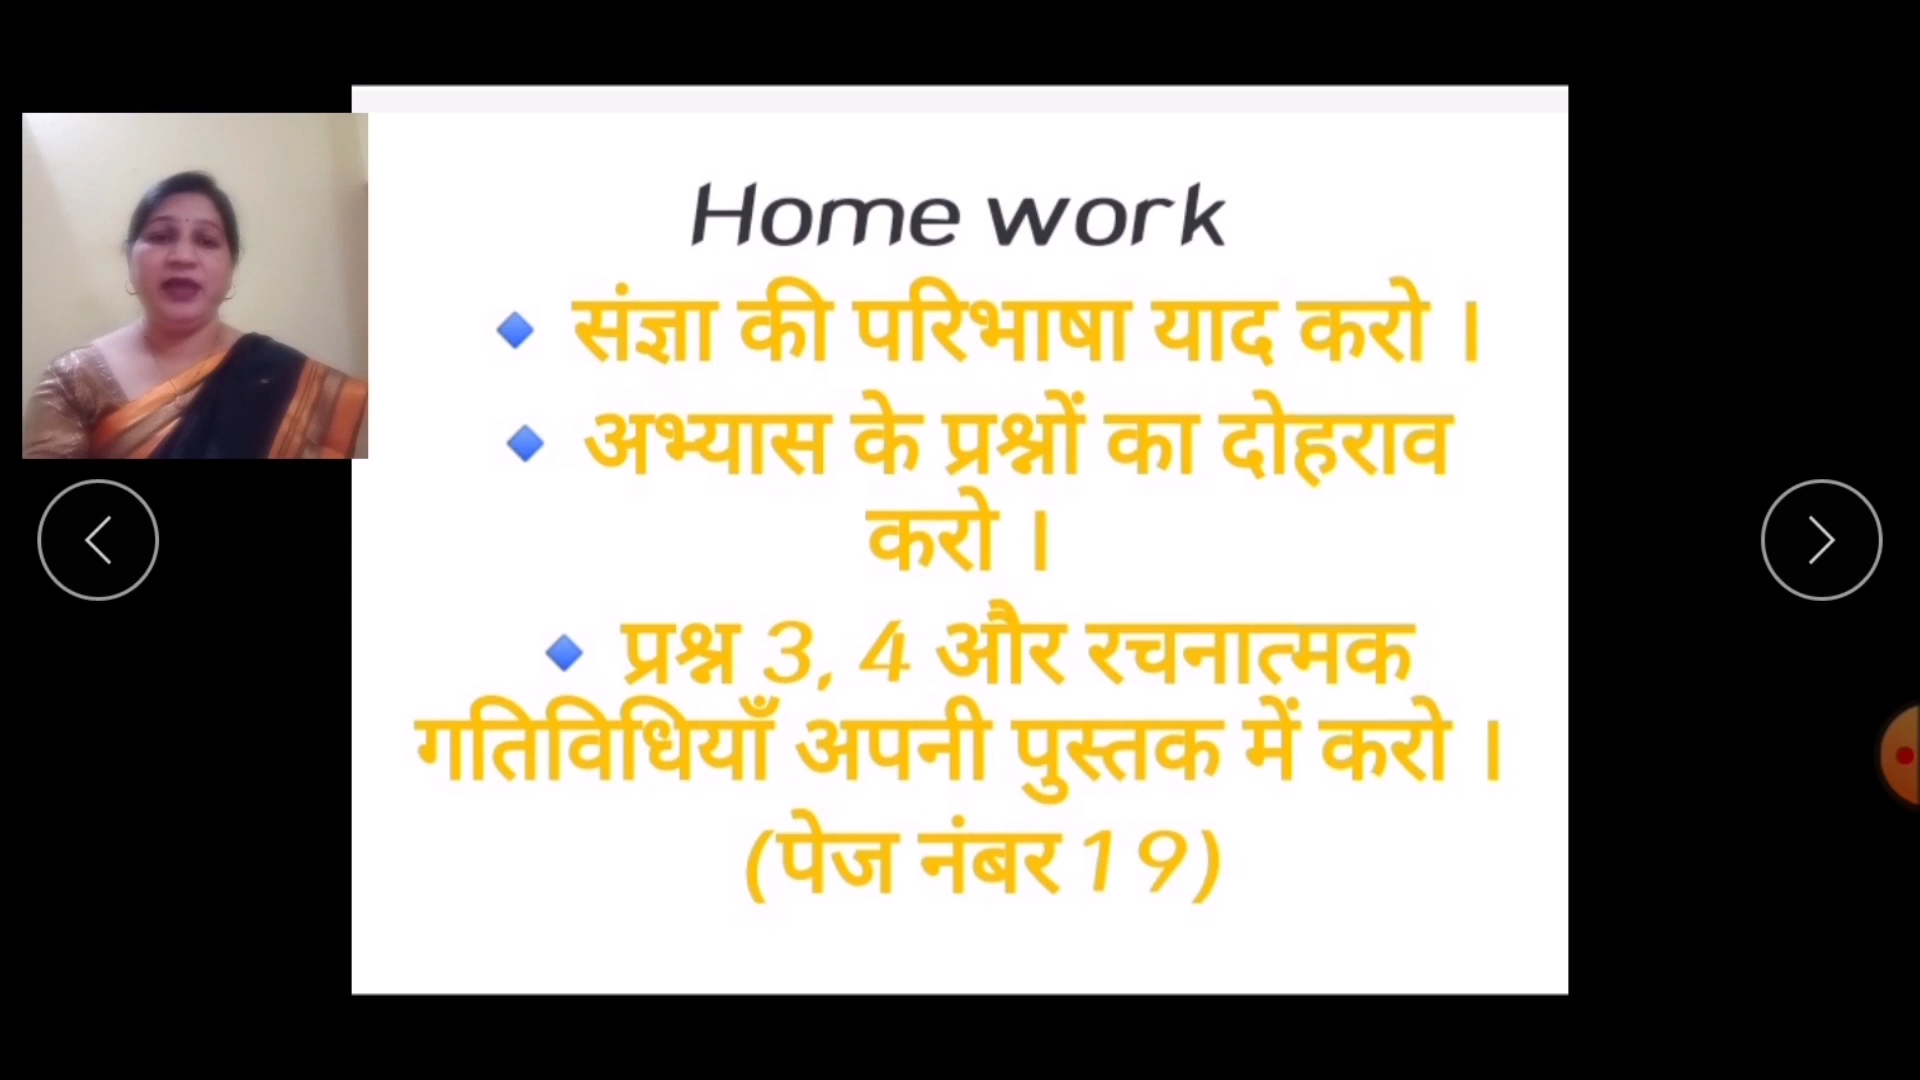 Home work
🔹 संज्ञा की परिभाषा याद करो ।
🔹 अभ्यास के प्रश्नों का दोहराव
करो ।
🔹 प्रश्न 3, 4 और रचनात्मक
गतिविधियाँ अपनी पुस्तक में करो ।
(पेज नंबर 19)